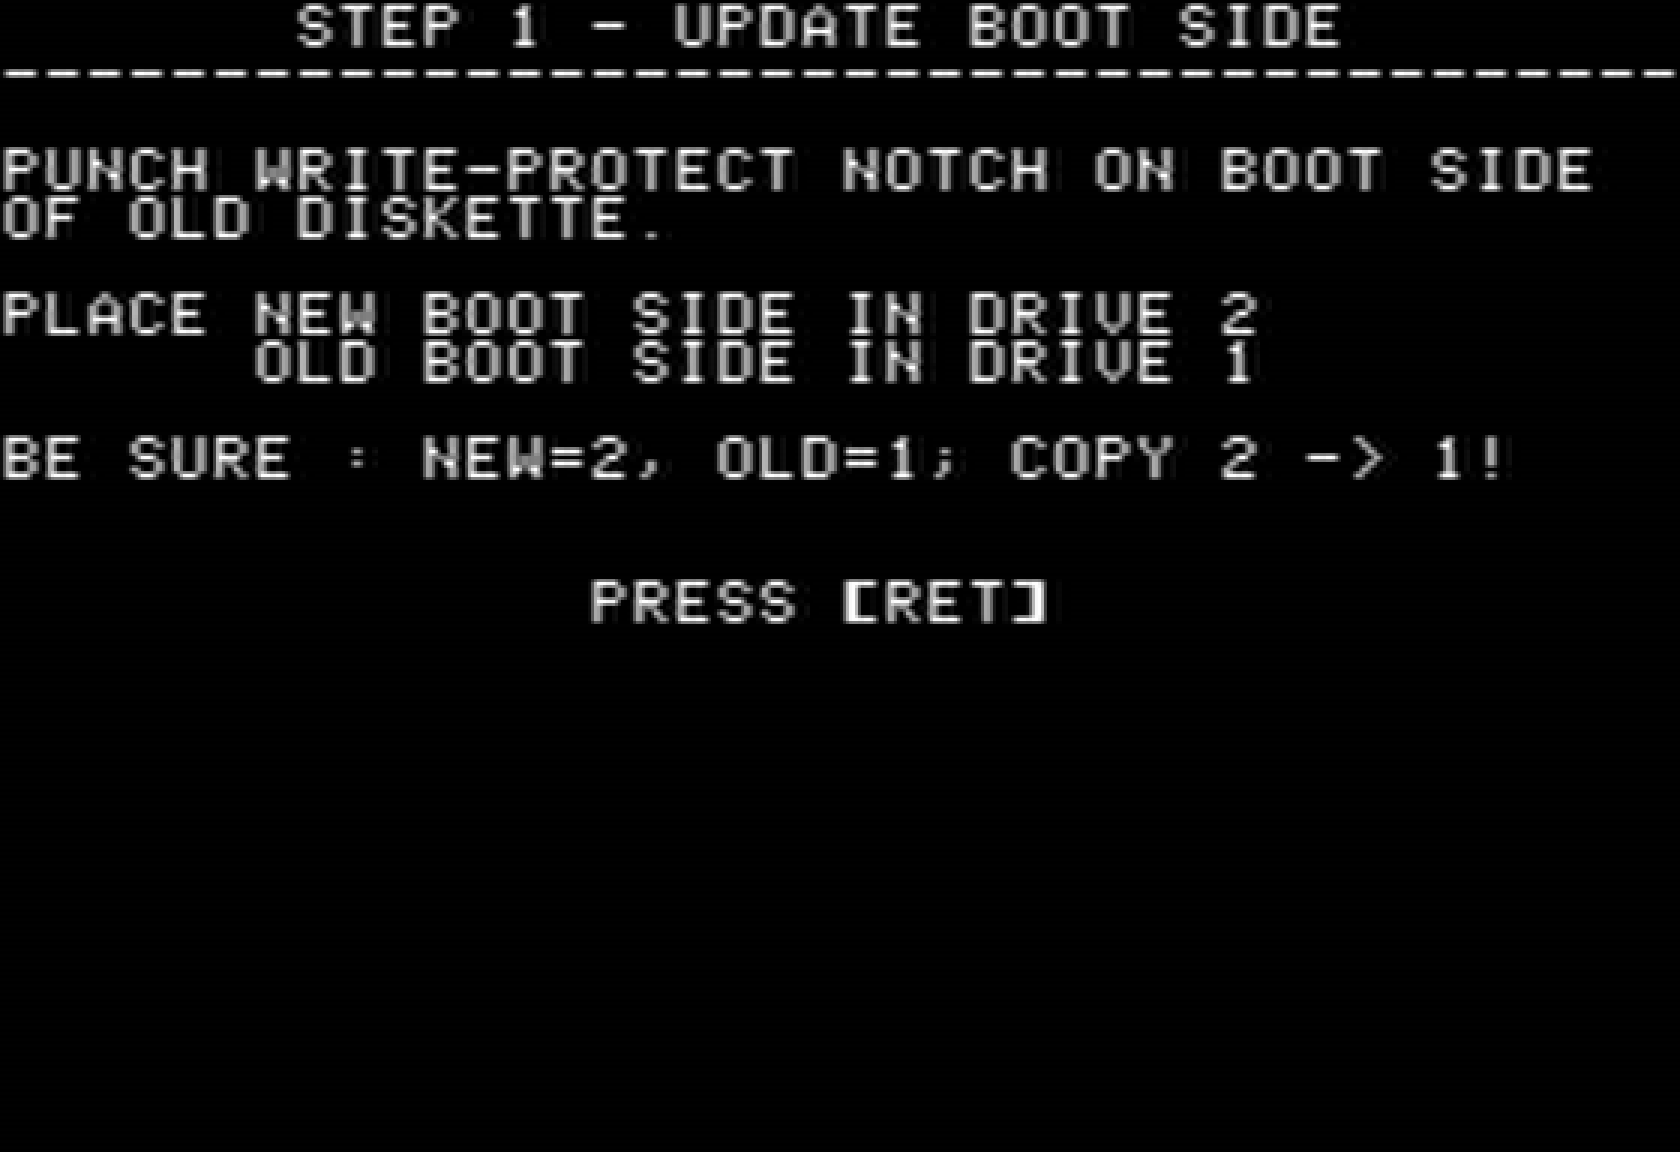 STEP 1 - UPDATE BOOT SIDE
----------------------------------------
PUNCH WRITE-PROTECT NOTCH ON BOOT SIDE
OF OLD DISKETTE.
PLACE NEW BOOT SIDE IN DRIVE 2
OLD BOOT SIDE IN DRIVE 1
BE SURE : NEW=2, OLD=1; COPY 2 -> 1!
PRESS [RET]